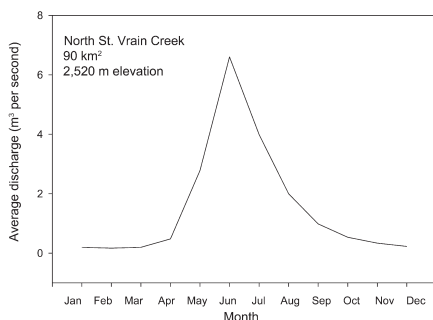 North St. Vrain Creek
90 km²
2,520 m elevation
Average discharge (m³ per second)
8
6
4
2
0
Jan Feb Mar Apr May Jun Jul Aug Sep Oct Nov Dec
Month